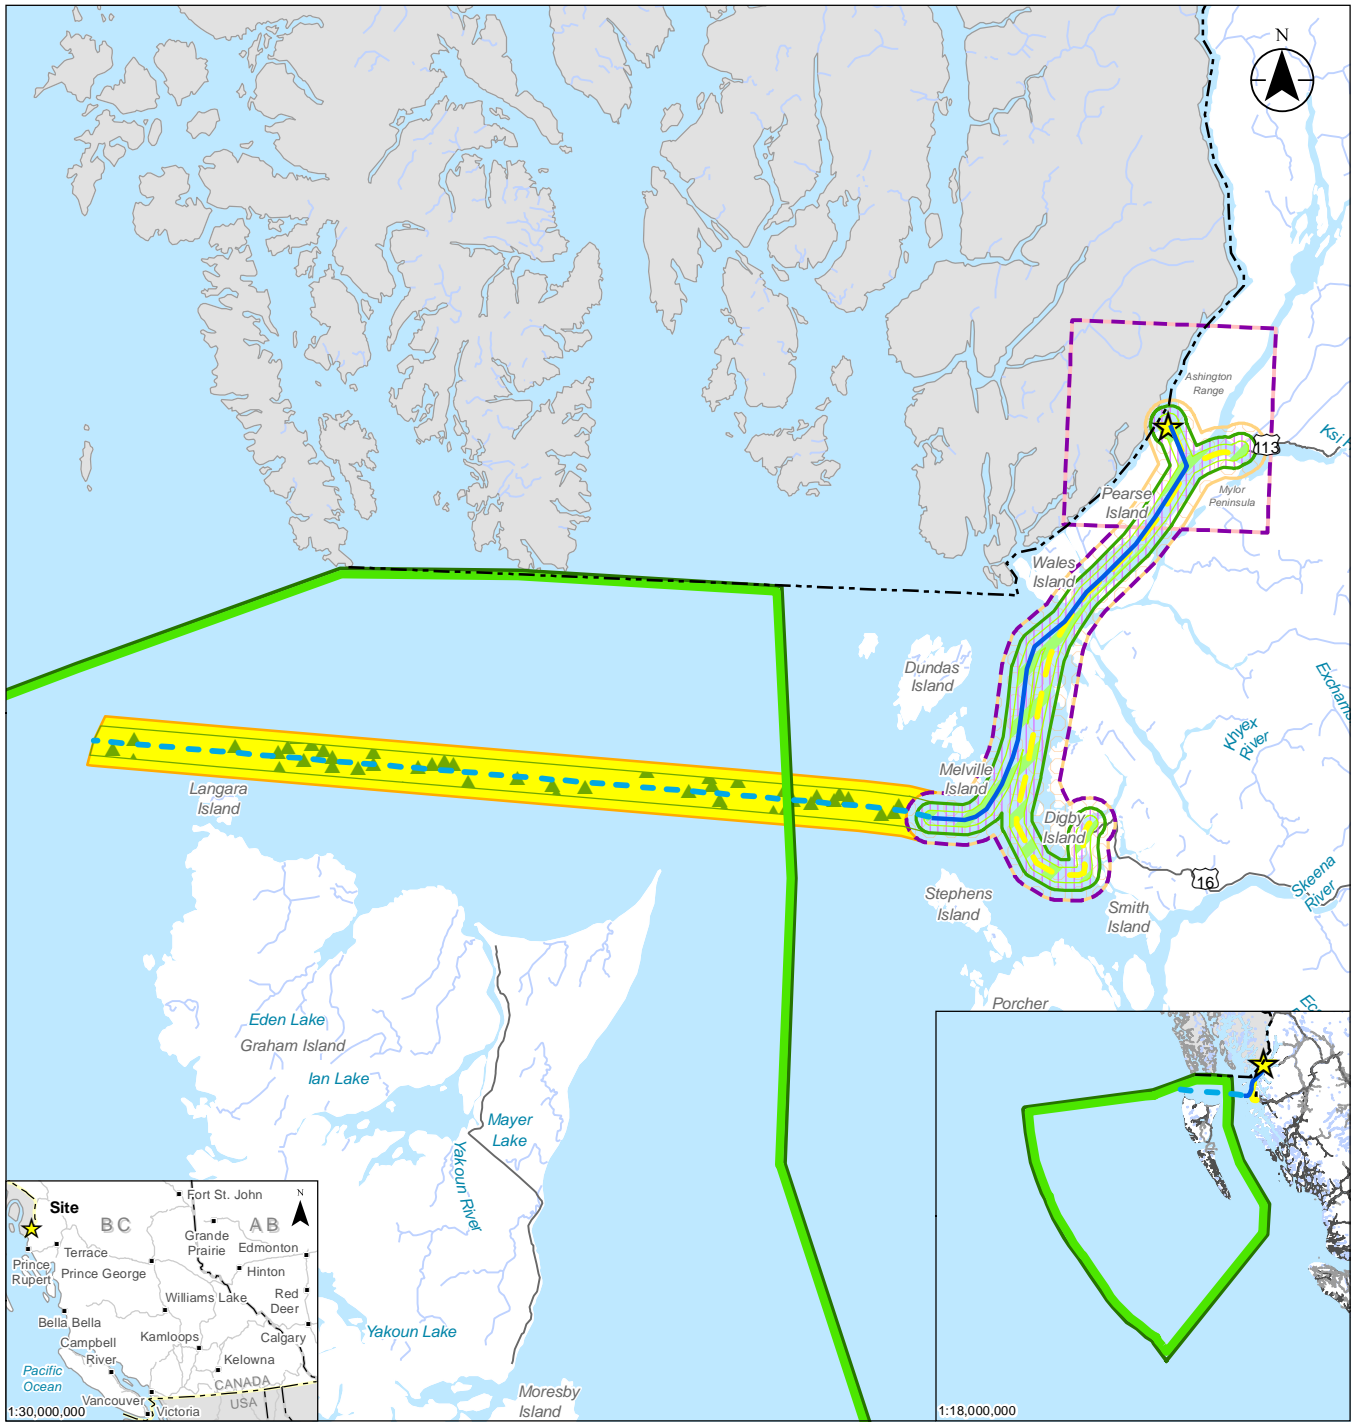 N
Ashington
Range
113
Ksi
Pearse
Island
Mylor
Peninsula
Wales
Island
Dundas
Island
Exchams
Khyex
River
Melville
Island
Langara
Island
Digby
Island
16
Skeena
River
Stephens
Island
Smith
Island
Porcher
Eden Lake
Graham Island
Ian Lake
Mayer
Lake
Yakoun River
Yakoun Lake
Moresby
Island
Site
N
Fort St. John
BC
AB
Grande
Prairie
Edmonton
Terrace
Prince
Rupert
Prince George
Hinton
Williams Lake
Red
Deer
Bella Bella
Campbell
River
Kamloops
Calgary
Kelowna
Pacific
Ocean
CANADA
USA
Vancouver
Victoria
1:30,000,000
1:18,000,000